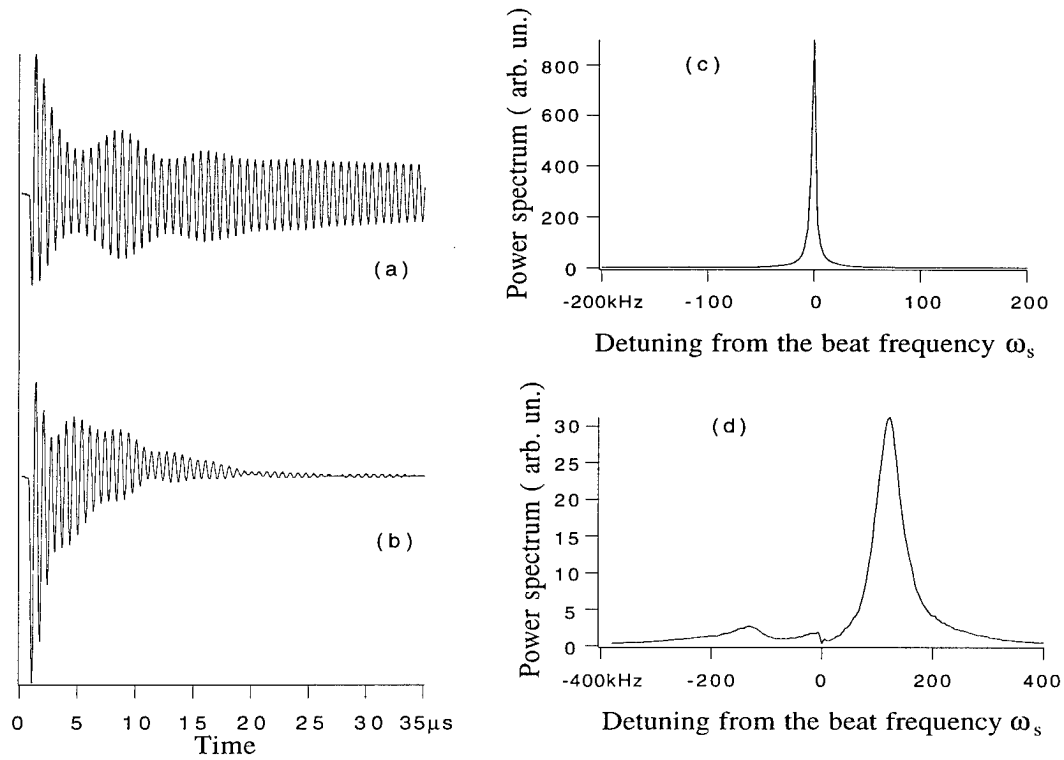 (a)
(b)
0 5 10 15 20 25 30 35μs
Time
Power spectrum ( arb. un.)
(c)
800
600
400
200
0
-200kHz -100 0 100 200
Detuning from the beat frequency ωs
Power spectrum ( arb. un.)
(d)
30
25
20
15
10
5
0
-400kHz -200 0 200 400
Detuning from the beat frequency ωs